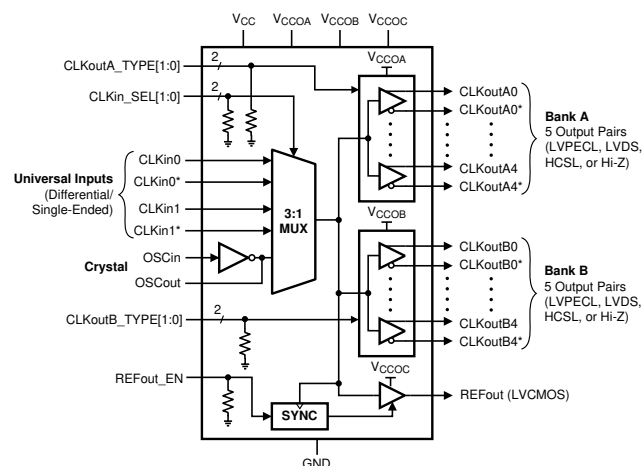 VCC VCCOA VCCOB VCCOC
CLKoutA_TYPE[1:0] 2
CLKin_SEL[1:0] 2
VCCOA
CLKoutA0
CLKoutA0*
CLKoutA4
CLKoutA4*
Bank A
5 Output Pairs
(LVPECL, LVDS,
HCSL, or Hi-Z)
Universal Inputs
(Differential/
Single-Ended)
CLKin0
CLKin0*
CLKin1
CLKin1*
3:1
MUX
Crystal
OSCin
OSCout
VCCOB
CLKoutB0
CLKoutB0*
CLKoutB4
CLKoutB4*
Bank B
5 Output Pairs
(LVPECL, LVDS,
HCSL, or Hi-Z)
CLKoutB_TYPE[1:0] 2
REFout_EN
SYNC
VCCOC
REFout (LVCMOS)
GND